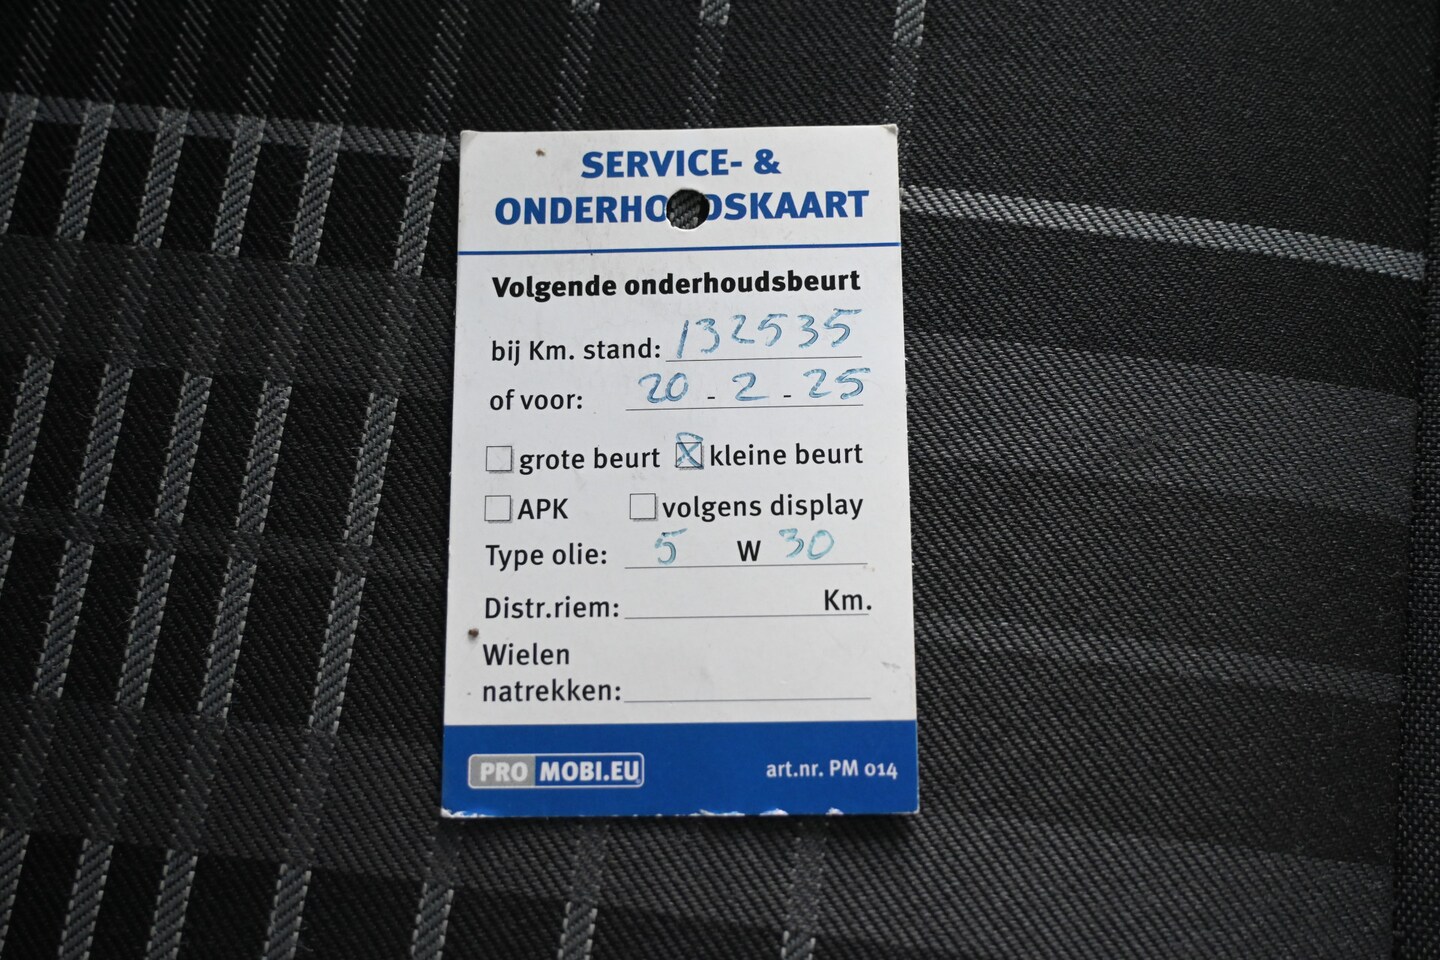 SERVICE- &
ONDERHOUDSKAART
Volgende onderhoudsbeurt
bij Km. stand: 132535
of voor: 20 - 2 - 25
grote beurt kleine beurt
APK volgens display
Type olie: 5 W 30
Distr.riem: Km.
Wielen
natrekken:
PRO MOBI.EU art.nr. PM 014